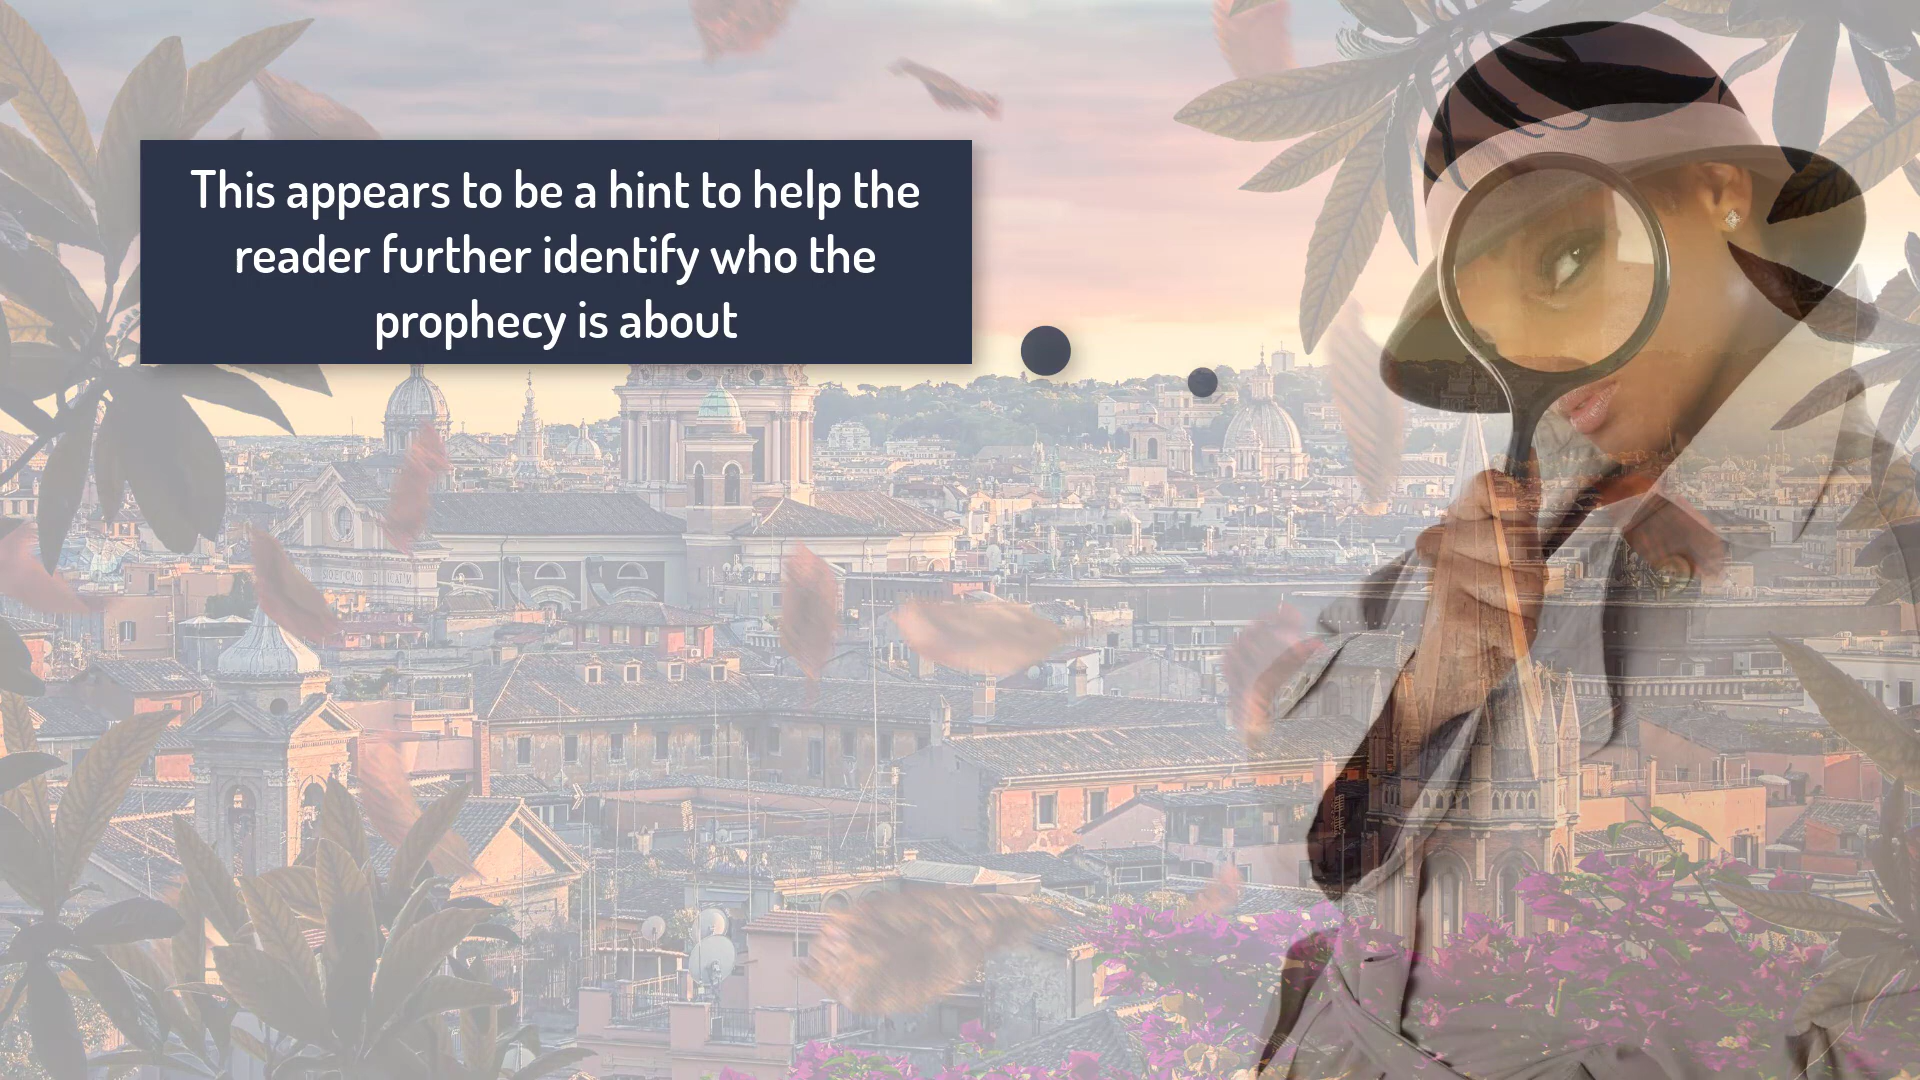 This appears to be a hint to help the
reader further identify who the
prophecy is about